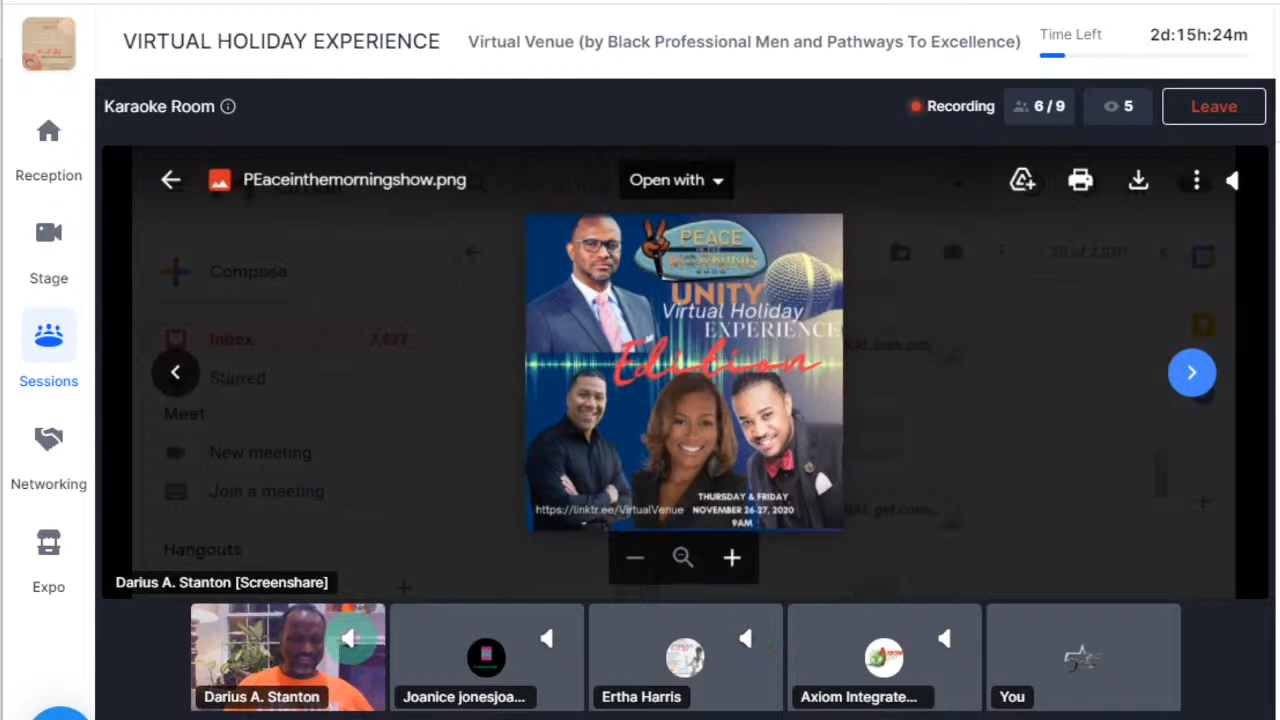 VIRTUAL HOLIDAY EXPERIENCE
Virtual Venue (by Black Professional Men and Pathways To Excellence)
Time Left
2d:15h:24m
Karaoke Room
Recording
6 / 9
5
Leave
Reception
Stage
Sessions
Networking
Expo
PEaceinthemorningshow.png
Open with
Compose
Inbox
Starred
Meet
New meeting
Join a meeting
Hangouts
PEACE
IN THE
MORNING
SHOW
UNITY
Virtual Holiday
EXPERIENCE
Edition
THURSDAY & FRIDAY
https://linktr.ee/VirtualVenue NOVEMBER 26-27, 2020
9AM
Darius A. Stanton [Screenshare]
Darius A. Stanton
Joanice jonesjoa...
Ertha Harris
Axiom Integrate...
You